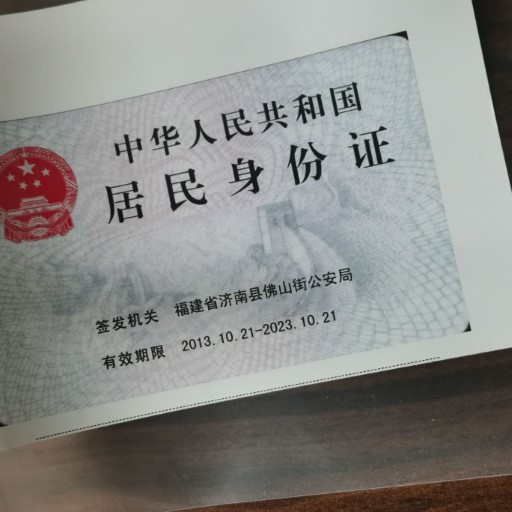 中华人民共和国
居民身份证
签发机关 福建省济南县佛山街公安局
有效期限 2013.10.21-2023.10.21